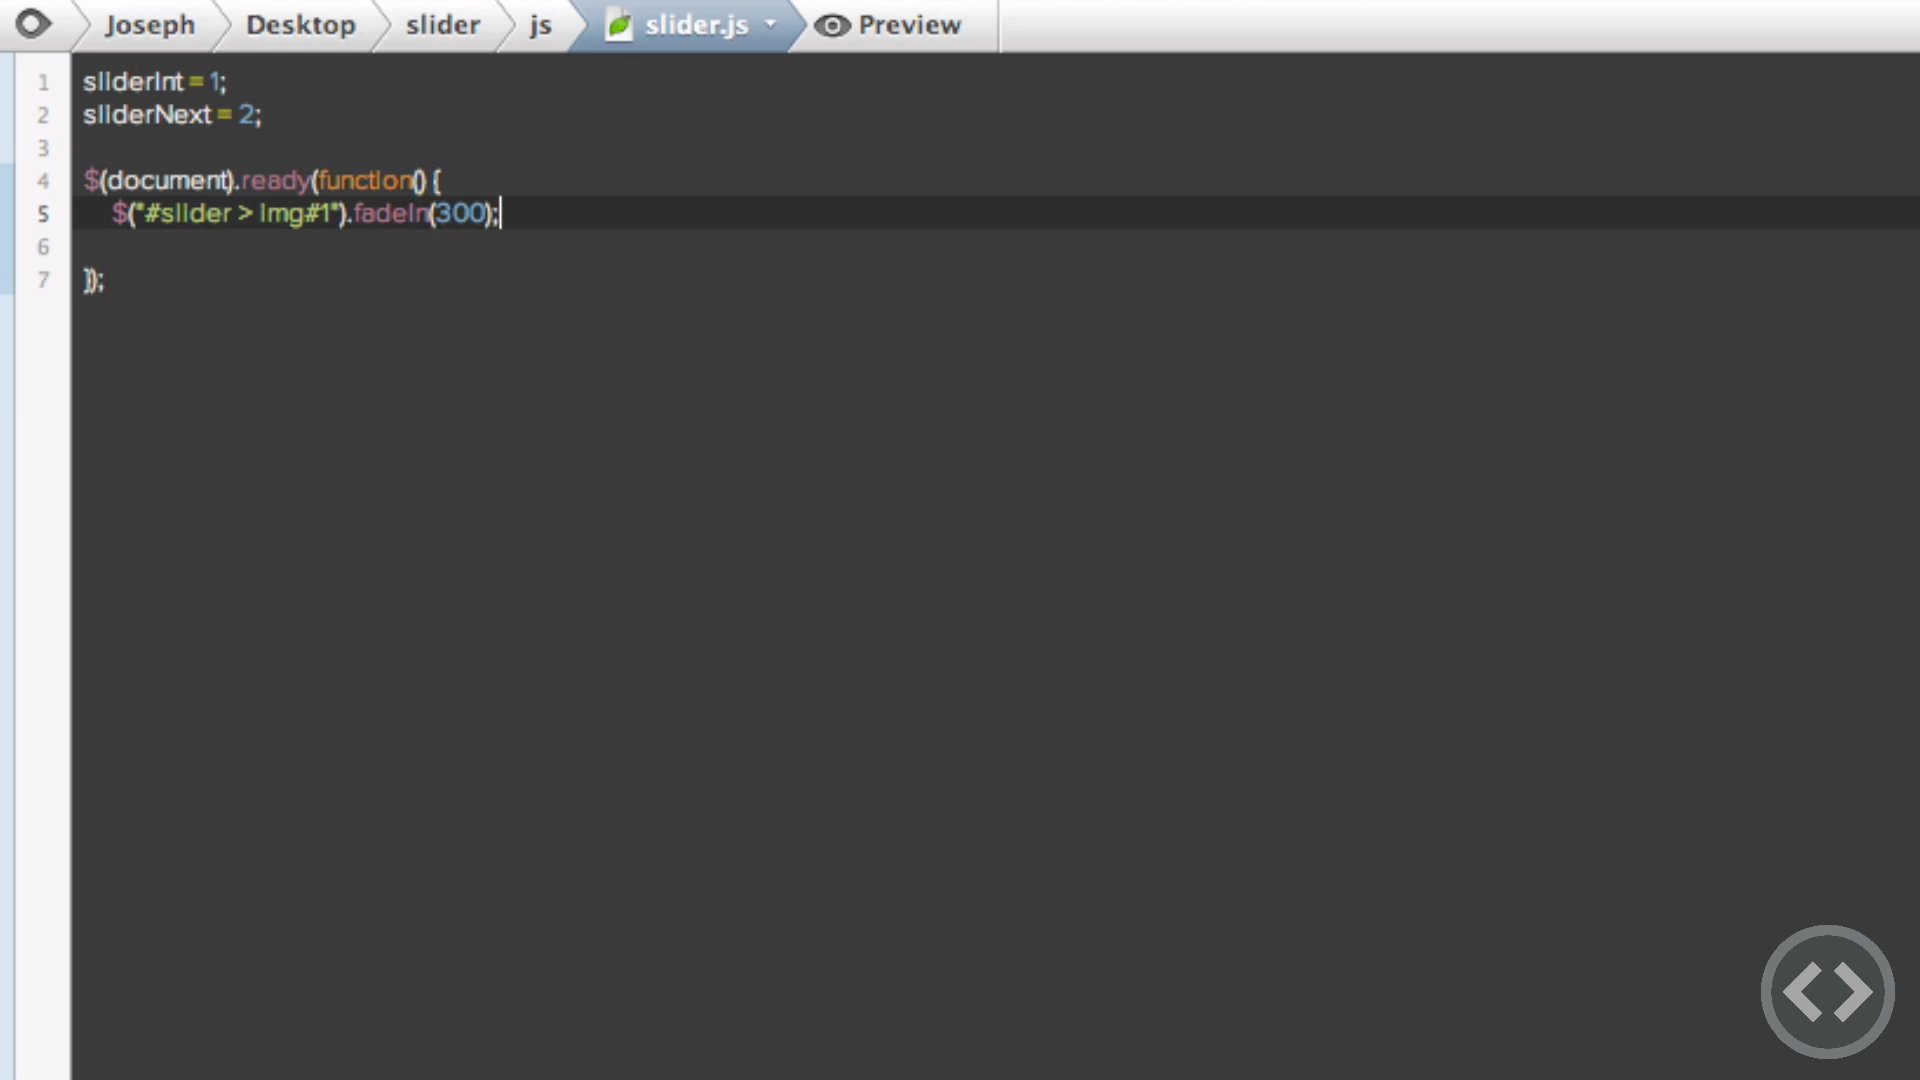 Joseph Desktop slider js slider.js Preview
1 sliderInt = 1;
2 sliderNext = 2;
3
4 $(document).ready(function() {
5 $("#slider > img#1").fadeIn(300);
6
7 });